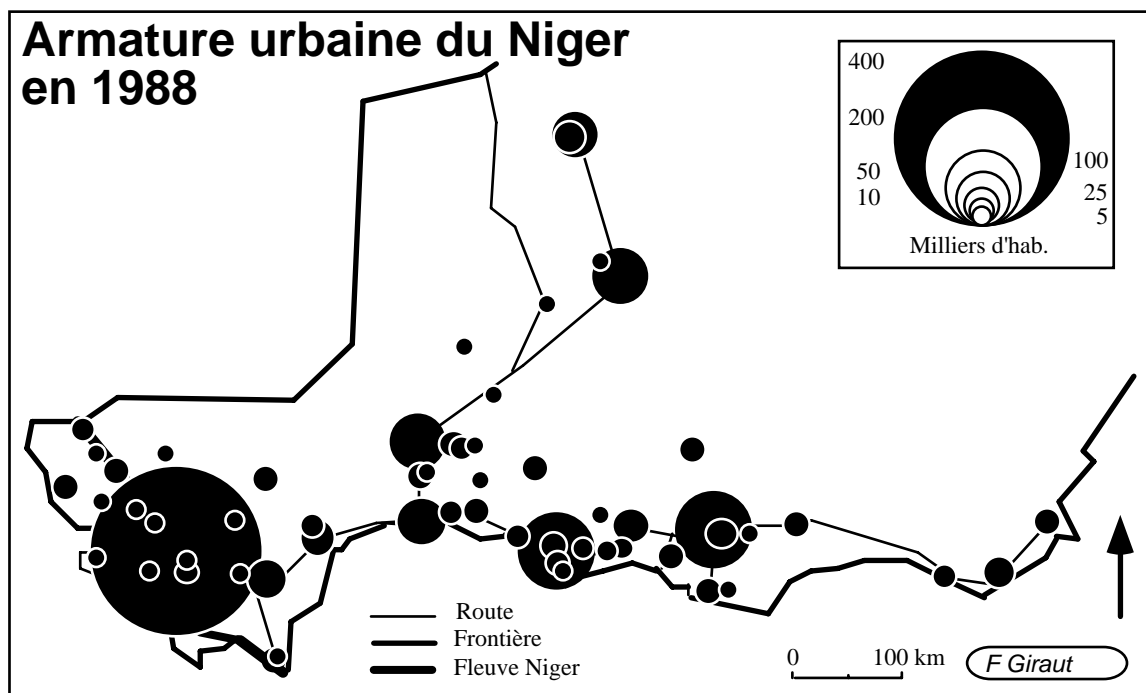 Armature urbaine du Niger
en 1988
400
200
50
10
100
25
5
Milliers d'hab.
Route
Frontière
Fleuve Niger
0 100 km
F Giraut